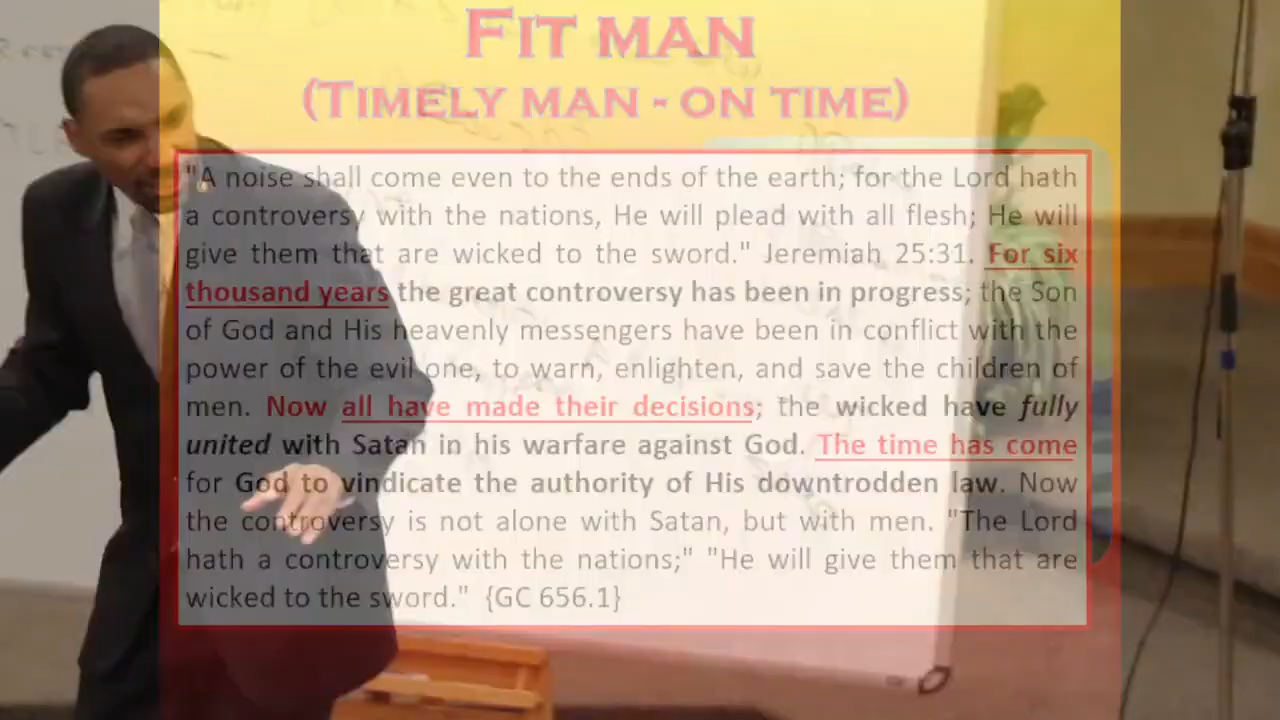 FIT MAN
(TIMELY MAN - ON TIME)
"A noise shall come even to the ends of the earth; for the Lord hath
a controversy with the nations, He will plead with all flesh; He will
give them that are wicked to the sword." Jeremiah 25:31. For six
thousand years the great controversy has been in progress; the Son
of God and His heavenly messengers have been in conflict with the
power of the evil one, to warn, enlighten, and save the children of
men. Now all have made their decisions; the wicked have fully
united with Satan in his warfare against God. The time has come
for God to vindicate the authority of His downtrodden law. Now
the controversy is not alone with Satan, but with men. "The Lord
hath a controversy with the nations;" "He will give them that are
wicked to the sword." {GC 656.1}